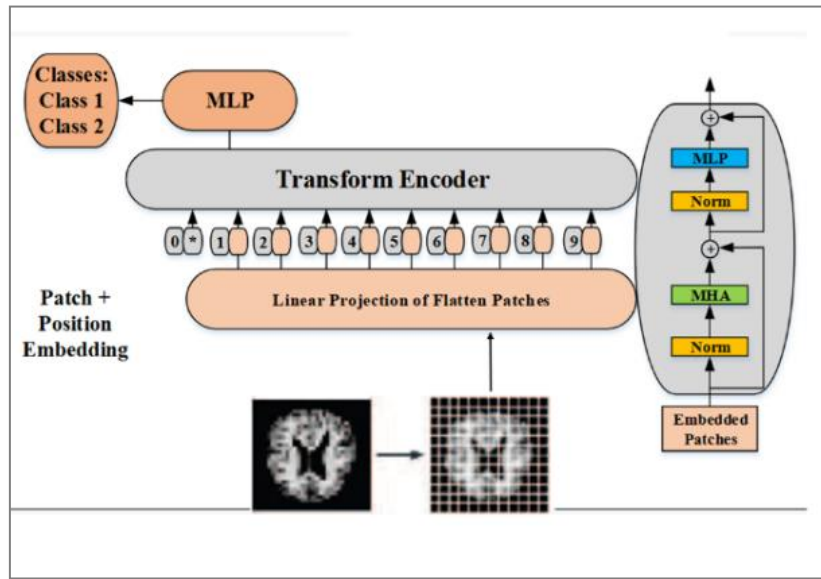 Classes:
Class 1
Class 2
MLP
Transform Encoder
0 * 1 2 3 4 5 6 7 8 9
Linear Projection of Flatten Patches
Patch +
Position
Embedding
+
MLP
Norm
+
MHA
Norm
Embedded
Patches